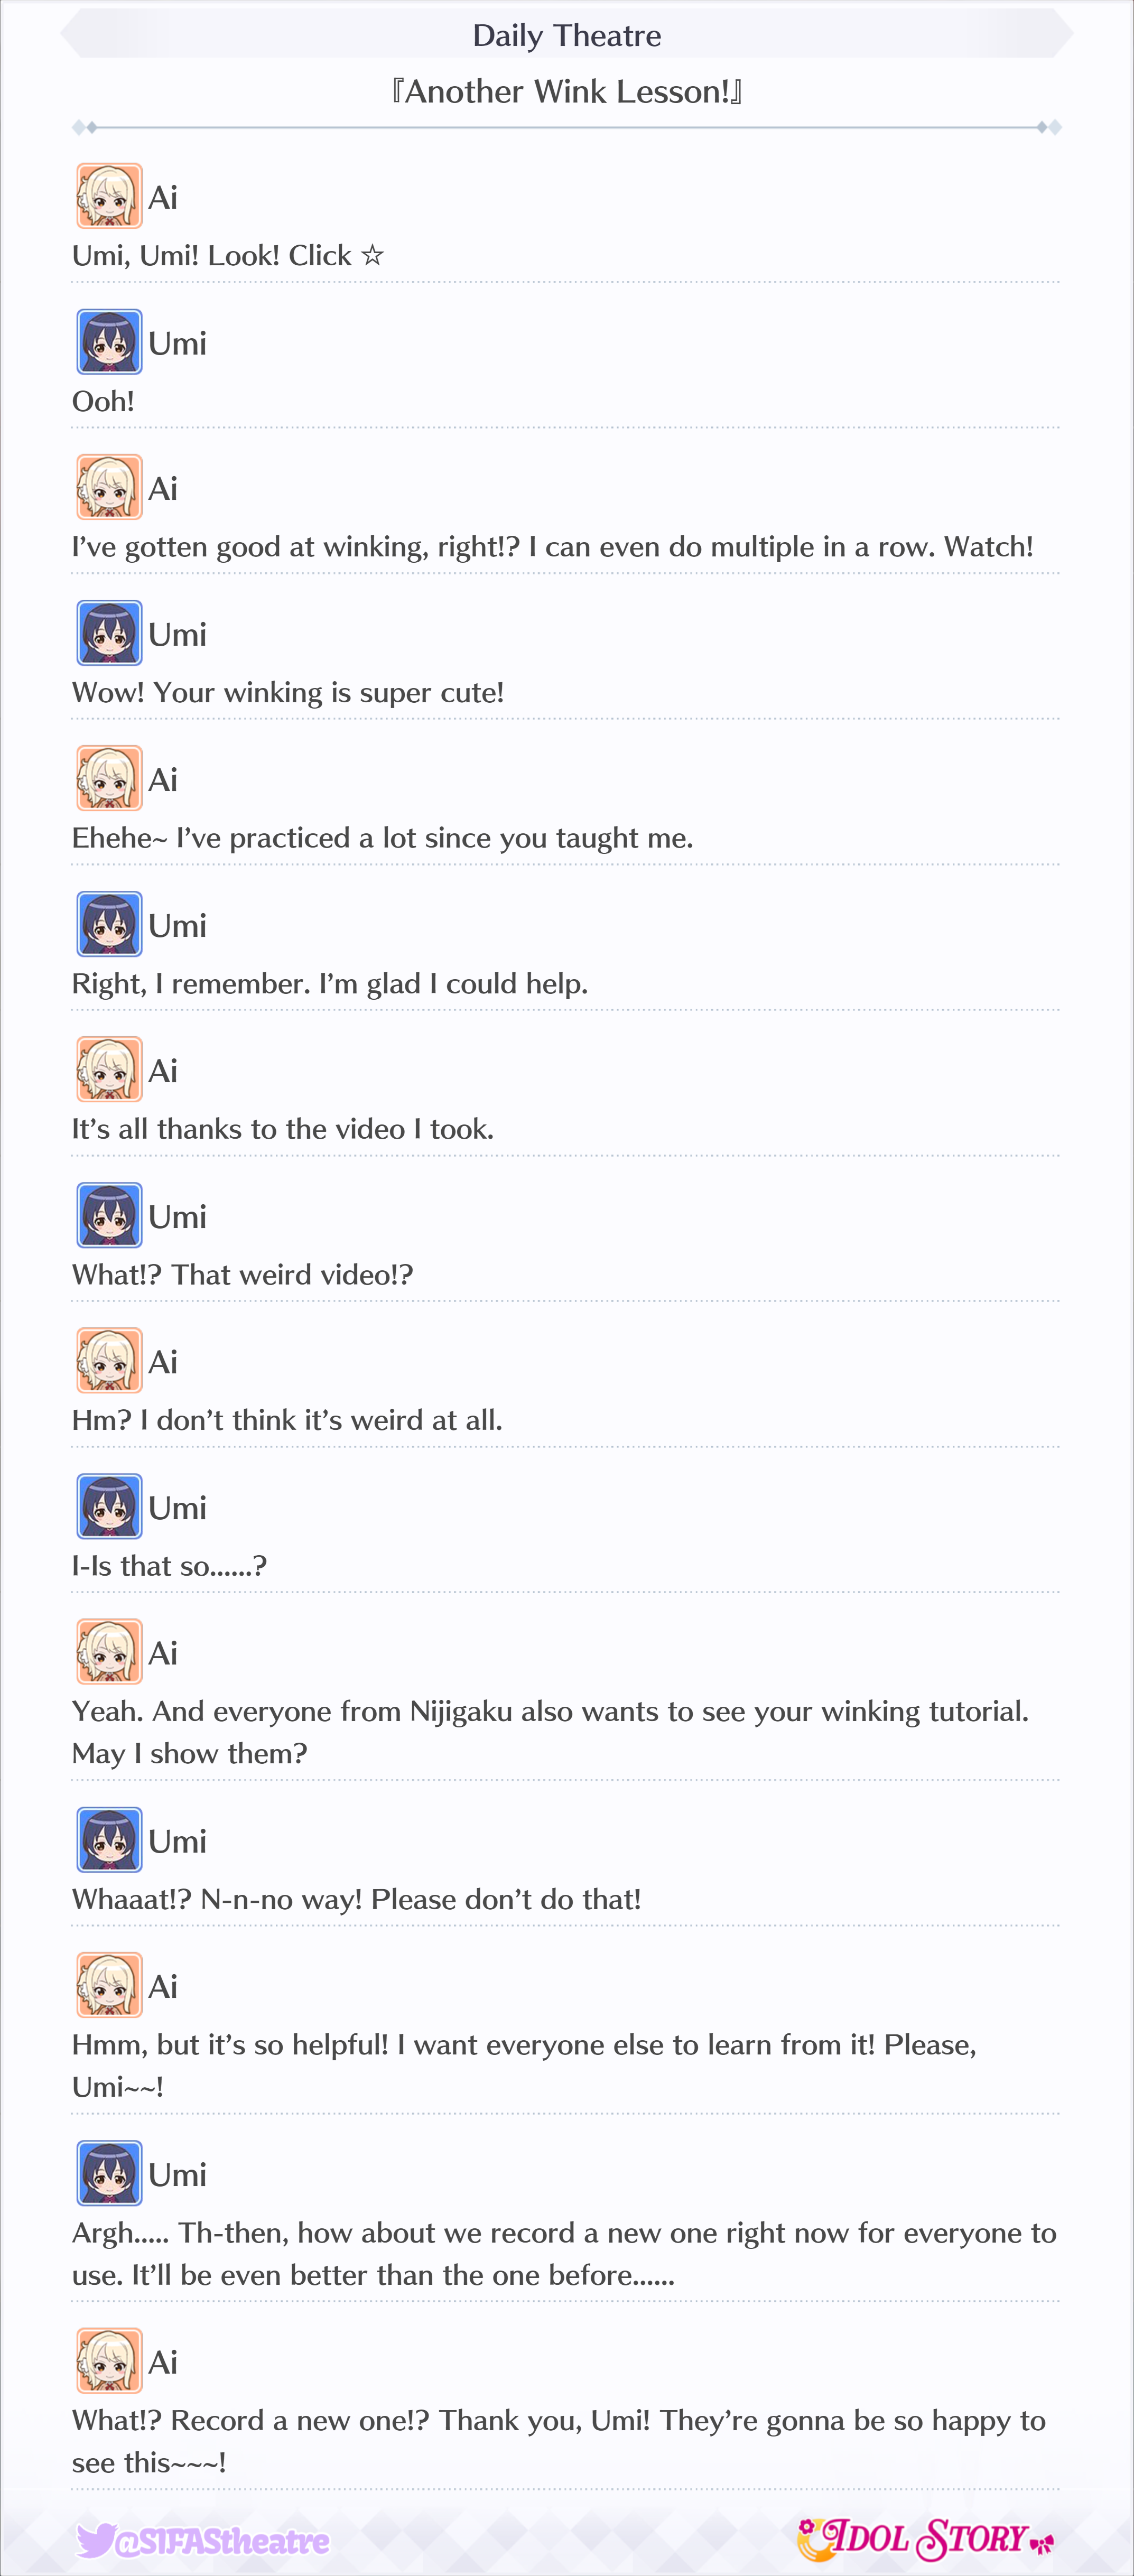 Daily Theatre
『Another Wink Lesson!』
Ai
Umi, Umi! Look! Click ☆
Umi
Ooh!
Ai
I’ve gotten good at winking, right!? I can even do multiple in a row. Watch!
Umi
Wow! Your winking is super cute!
Ai
Ehehe~ I’ve practiced a lot since you taught me.
Umi
Right, I remember. I’m glad I could help.
Ai
It’s all thanks to the video I took.
Umi
What!? That weird video!?
Ai
Hm? I don’t think it’s weird at all.
Umi
I-Is that so......?
Ai
Yeah. And everyone from Nijigaku also wants to see your winking tutorial.
May I show them?
Umi
Whaaat!? N-n-no way! Please don’t do that!
Ai
Hmm, but it’s so helpful! I want everyone else to learn from it! Please,
Umi~~!
Umi
Argh..... Th-then, how about we record a new one right now for everyone to
use. It’ll be even better than the one before......
Ai
What!? Record a new one!? Thank you, Umi! They’re gonna be so happy to
see this~~~!
@SIFAStheatre
IDOL STORY